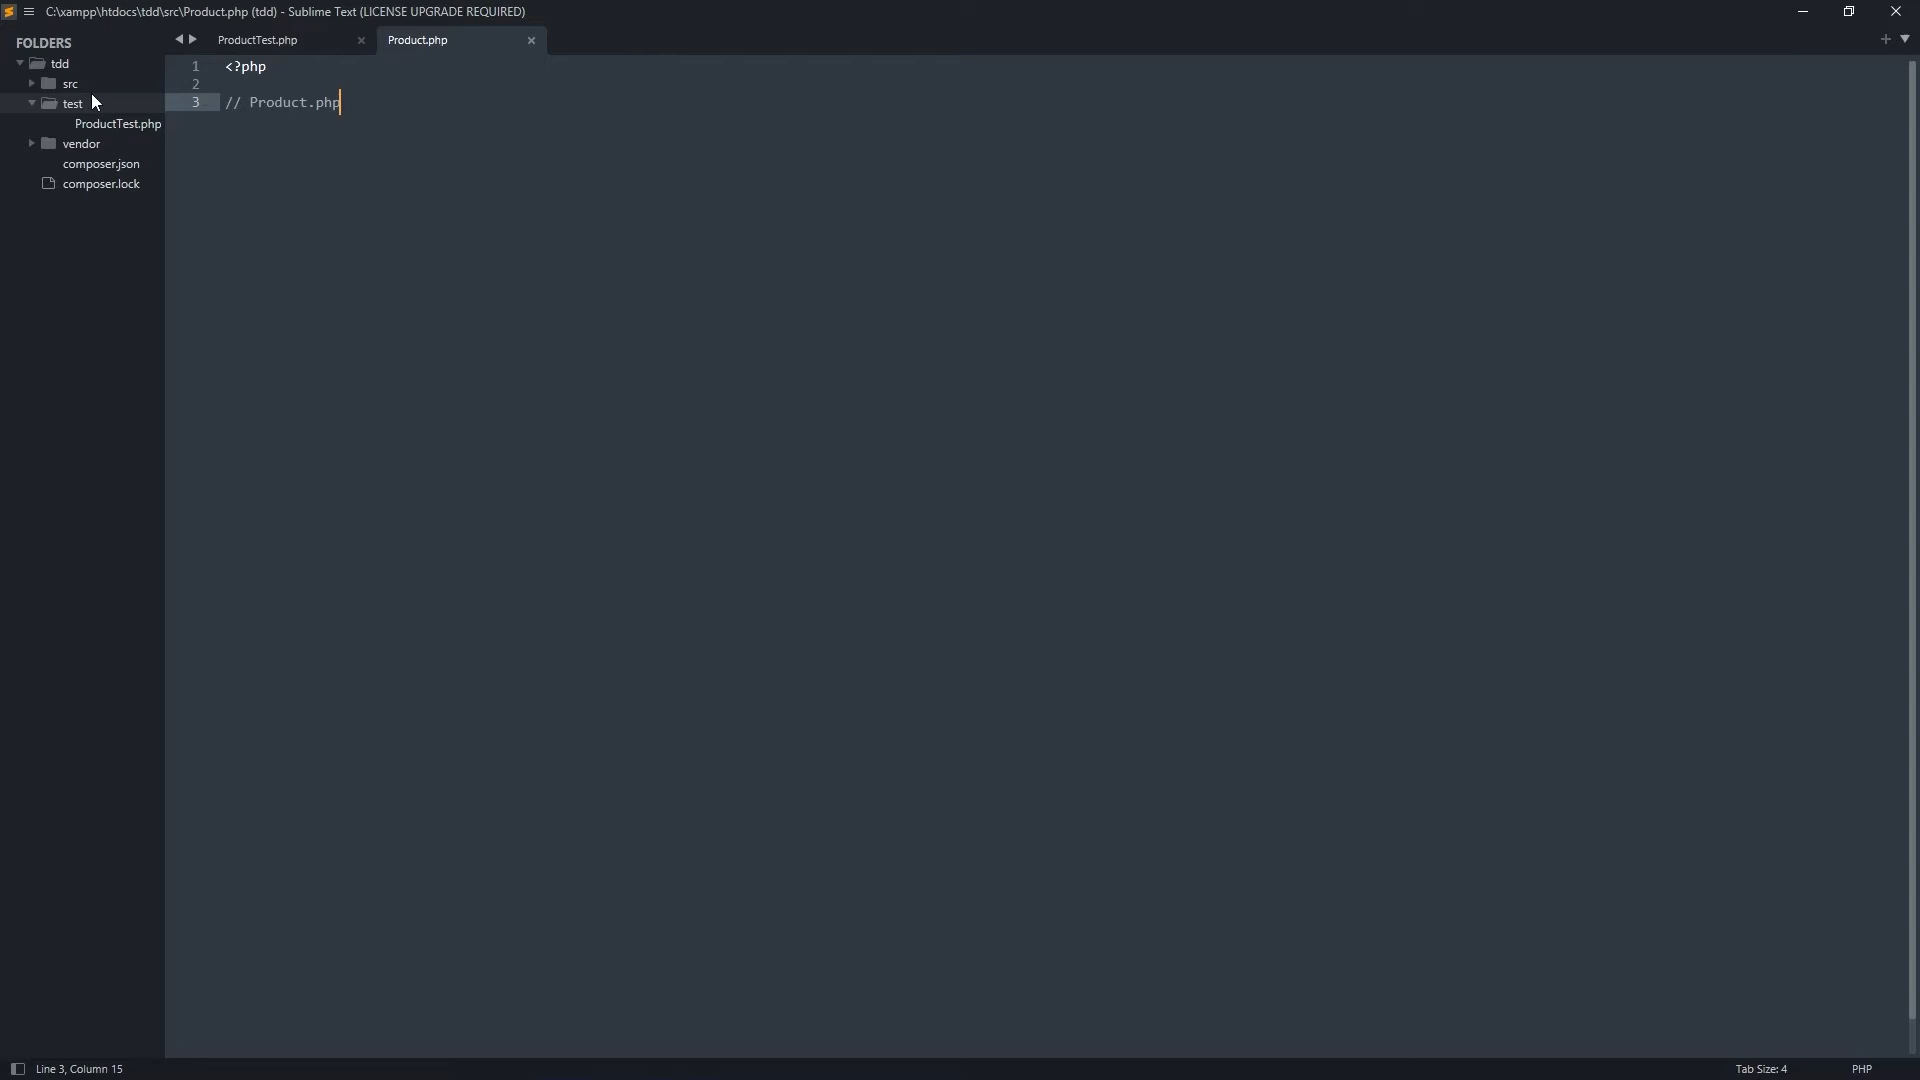 C:\xampp\htdocs\tdd\src\Product.php (tdd) - Sublime Text (LICENSE UPGRADE REQUIRED)
FOLDERS
tdd
src
test
ProductTest.php
vendor
composer.json
composer.lock
ProductTest.php
Product.php
1 <?php
2
3 // Product.php
Line 3, Column 15
Tab Size: 4
PHP